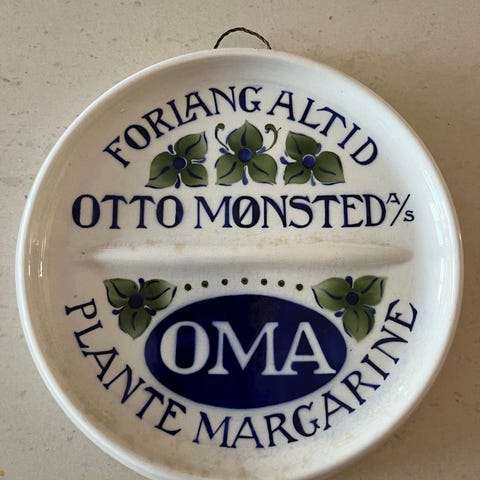 FORLANG ALTID
OTTO MØNSTED A/S
OMA
PLANTE MARGARINE